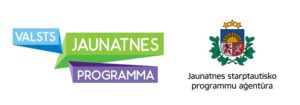 VALSTS
JAUNATNES
PROGRAMMA
Jaunatnes starptautisko
programmu aģentūra